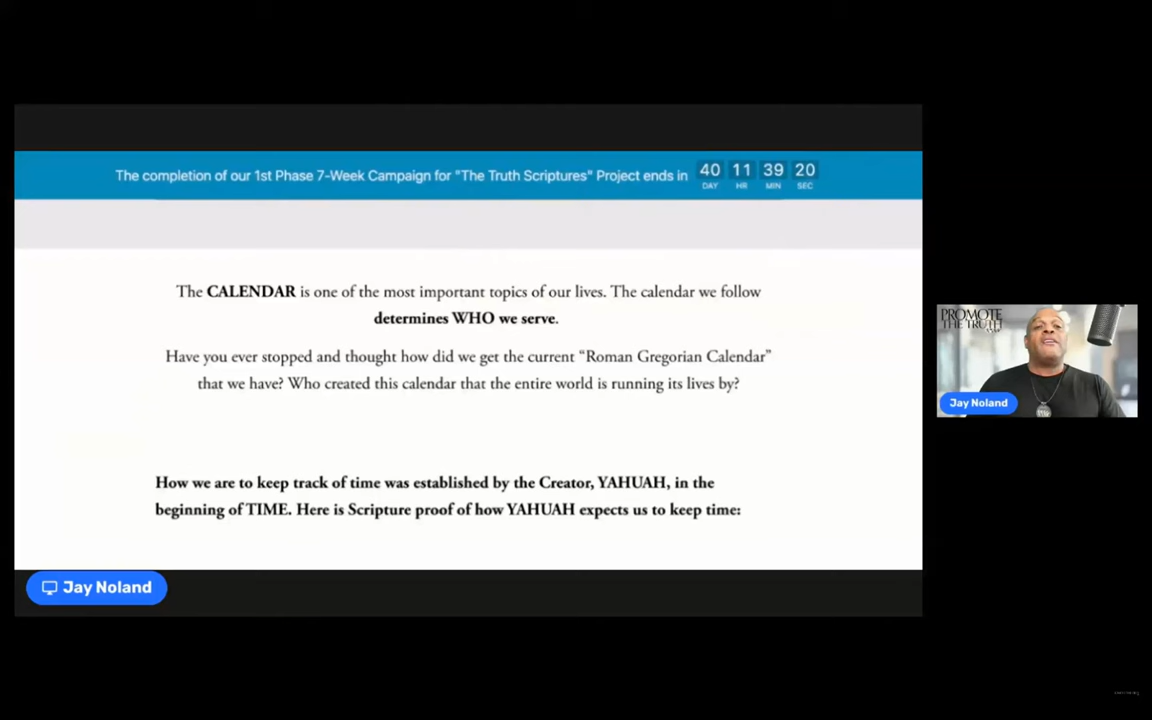 The completion of our 1st Phase 7-Week Campaign for "The Truth Scriptures" Project ends in
40 11 39 20
DAY HR MIN SEC
The CALENDAR is one of the most important topics of our lives. The calendar we follow
determines WHO we serve.
Have you ever stopped and thought how did we get the current “Roman Gregorian Calendar”
that we have? Who created this calendar that the entire world is running its lives by?
How we are to keep track of time was established by the Creator, YAHUAH, in the
beginning of TIME. Here is Scripture proof of how YAHUAH expects us to keep time:
Jay Noland
PROMOTE
THE TRUTH
Jay Noland